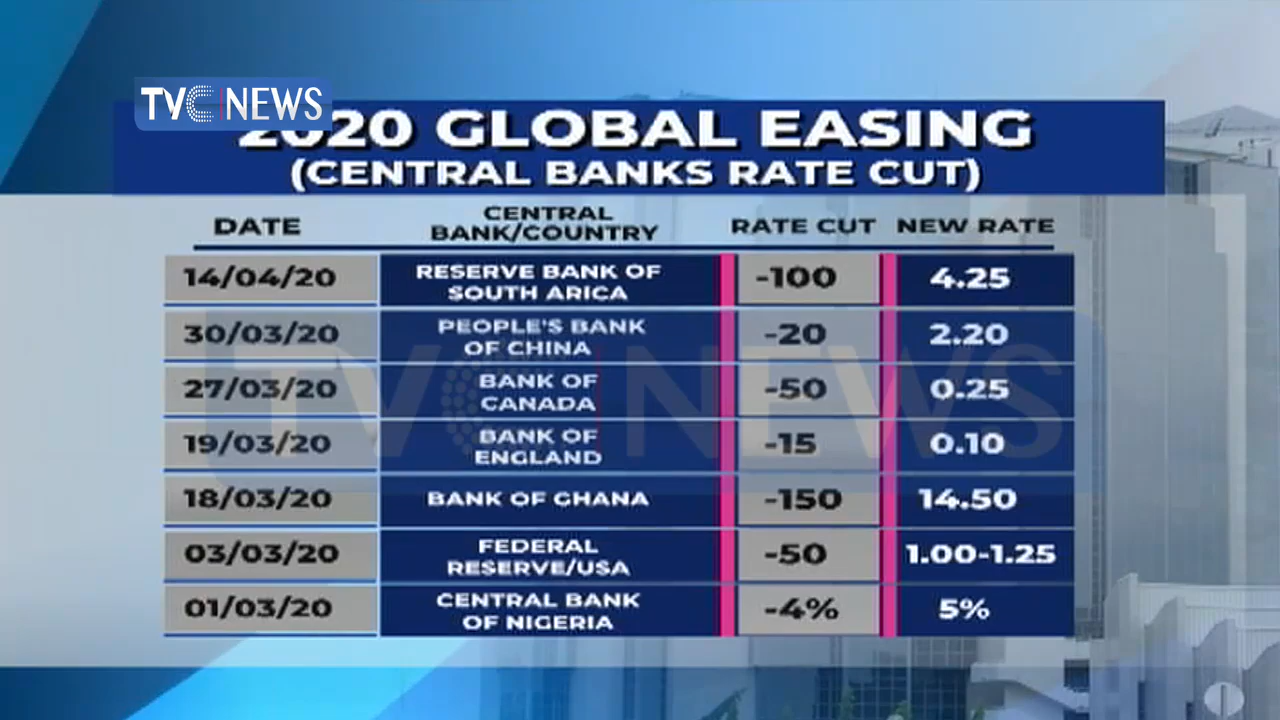 TVC NEWS
2020 GLOBAL EASING
(CENTRAL BANKS RATE CUT)
DATE
CENTRAL
BANK/COUNTRY
RATE CUT
NEW RATE
14/04/20
RESERVE BANK OF
SOUTH ARICA
-100
4.25
30/03/20
PEOPLE'S BANK
OF CHINA
-20
2.20
27/03/20
BANK OF
CANADA
-50
0.25
19/03/20
BANK OF
ENGLAND
-15
0.10
18/03/20
BANK OF GHANA
-150
14.50
03/03/20
FEDERAL
RESERVE/USA
-50
1.00-1.25
01/03/20
CENTRAL BANK
OF NIGERIA
-4%
5%
TVC NEWS